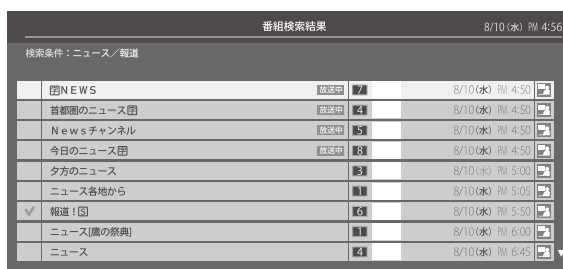 番組検索結果 8/10(水) PM 4:56
検索条件：ニュース／報道
字NEWS 放送中 7 8/10(水) PM 4:50
首都圏のニュース字 放送中 4 8/10(水) PM 4:50
Newsチャンネル 放送中 5 8/10(水) PM 4:50
今日のニュース字 放送中 8 8/10(水) PM 4:50
夕方のニュース 3 8/10(水) PM 5:00
ニュース各地から 1 8/10(水) PM 5:05
報道！S 6 8/10(水) PM 5:50
ニュース[鷹の祭典] 1 8/10(水) PM 6:00
ニュース 4 8/10(水) PM 6:45